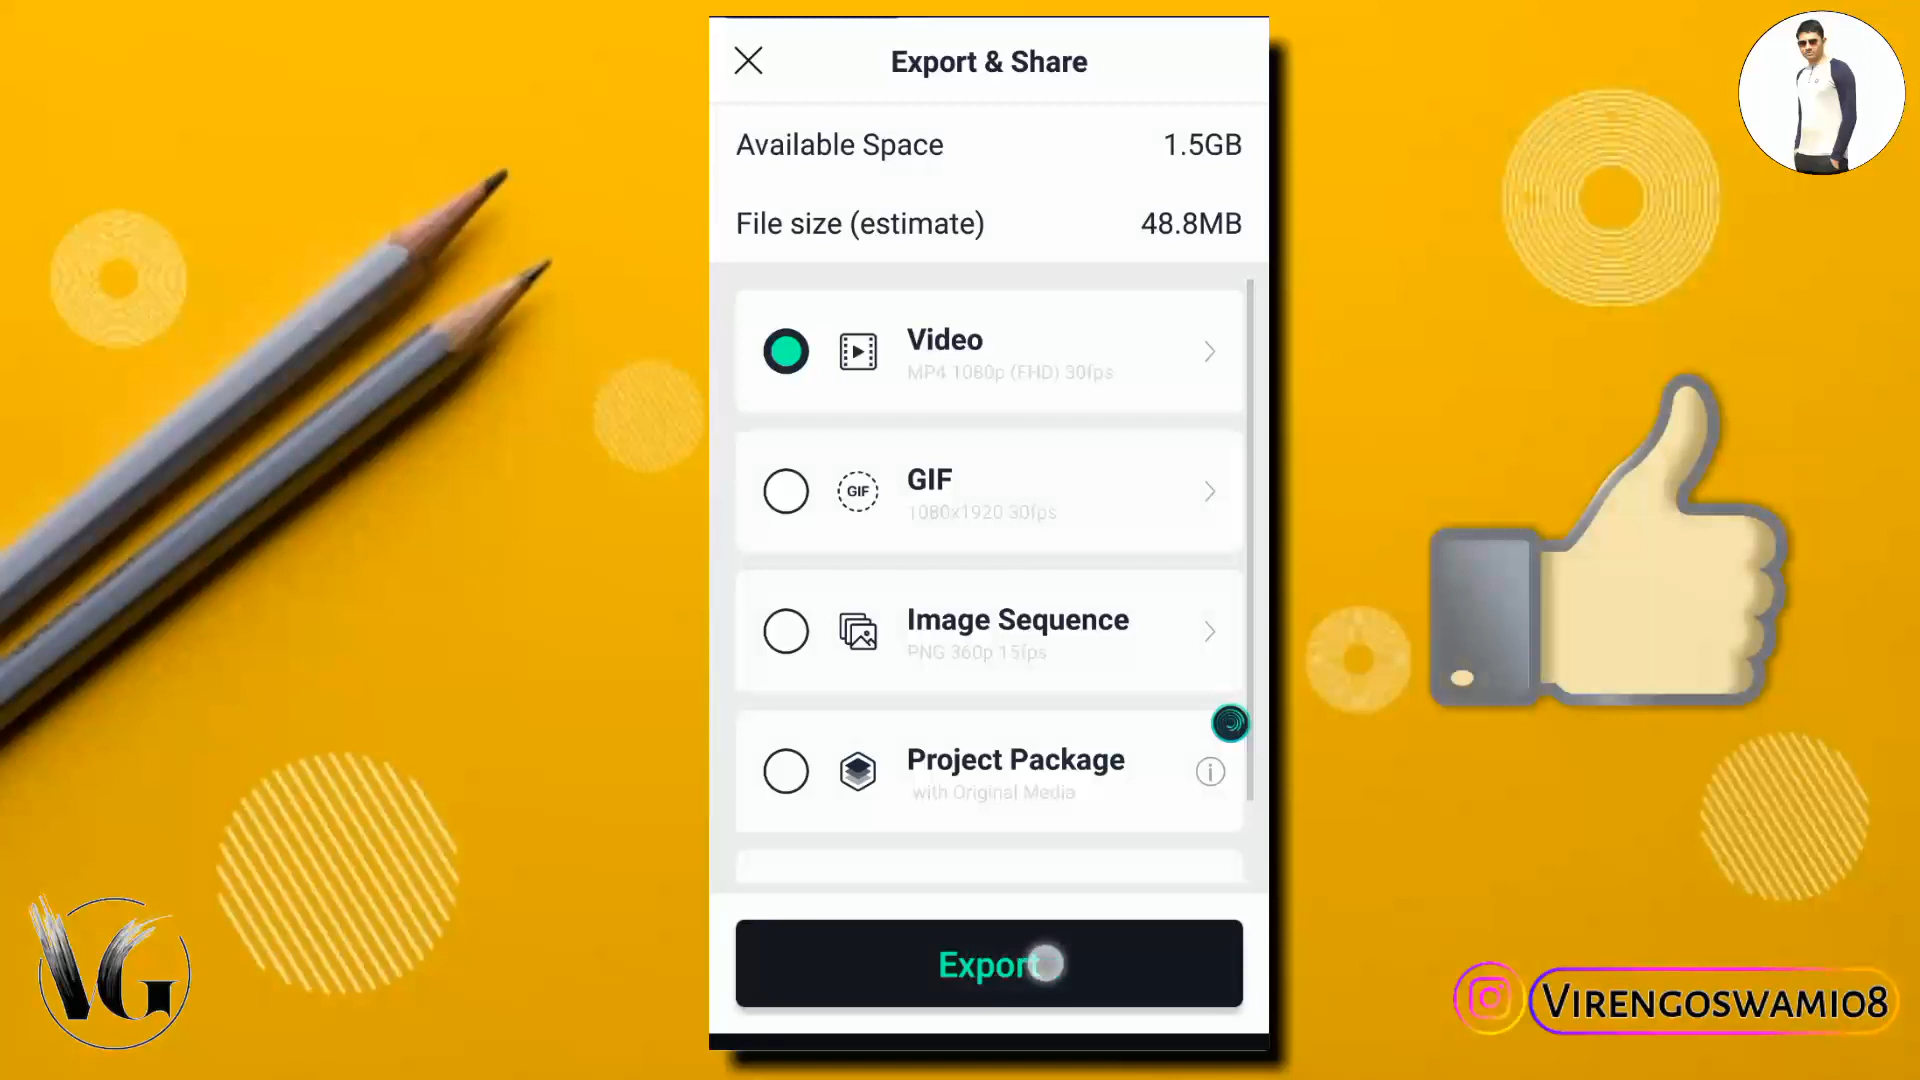 Export & Share
Available Space 1.5GB
File size (estimate) 48.8MB
Video
MP4 1080p (FHD) 30fps
GIF
GIF
1080x1920 30fps
Image Sequence
PNG 360p 15fps
Project Package
with Original Media
Export
VG
VIRENGOSWAMI08